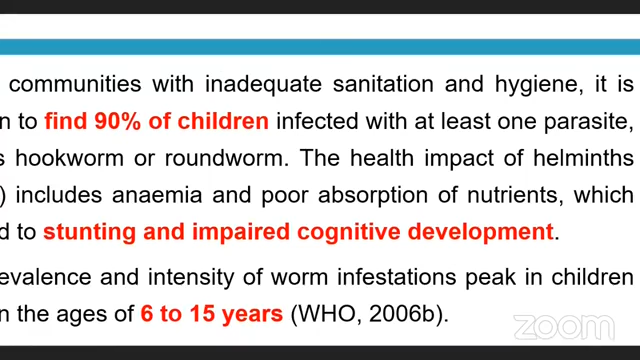 communities with inadequate sanitation and hygiene, it is
to find 90% of children infected with at least one parasite,
hookworm or roundworm. The health impact of helminths
) includes anaemia and poor absorption of nutrients, which
to stunting and impaired cognitive development.
and intensity of worm infestations peak in children
the ages of 6 to 15 years (WHO, 2006b).
zoom